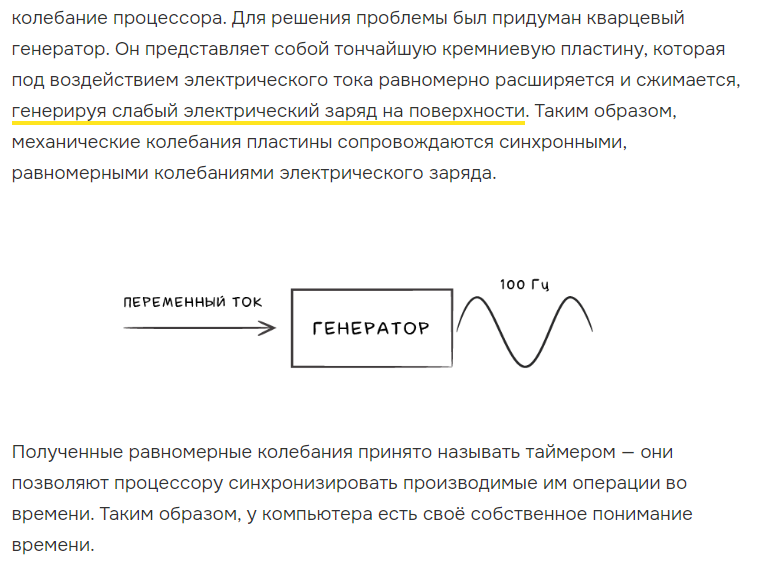 колебание процессора. Для решения проблемы был придуман кварцевый
генератор. Он представляет собой тончайшую кремниевую пластину, которая
под воздействием электрического тока равномерно расширяется и сжимается,
генерируя слабый электрический заряд на поверхности. Таким образом,
механические колебания пластины сопровождаются синхронными,
равномерными колебаниями электрического заряда.
100 Гц
ПЕРЕМЕННЫЙ ТОК
ГЕНЕРАТОР
Полученные равномерные колебания принято называть таймером — они
позволяют процессору синхронизировать производимые им операции во
времени. Таким образом, у компьютера есть своё собственное понимание
времени.